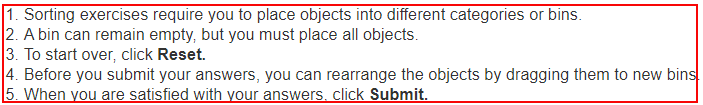 1. Sorting exercises require you to place objects into different categories or bins.
2. A bin can remain empty, but you must place all objects.
3. To start over, click Reset.
4. Before you submit your answers, you can rearrange the objects by dragging them to new bins.
5. When you are satisfied with your answers, click Submit.